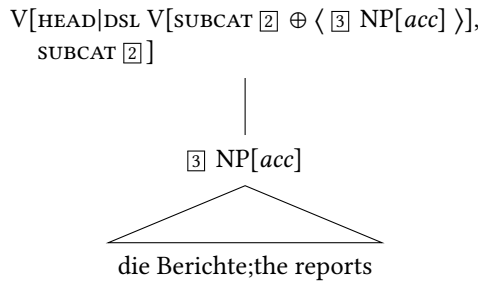 V[HEAD|DSL V[SUBCAT 2 ⊕ ⟨ 3 NP[acc] ⟩],
SUBCAT 2 ]
3 NP[acc]
die Berichte;the reports